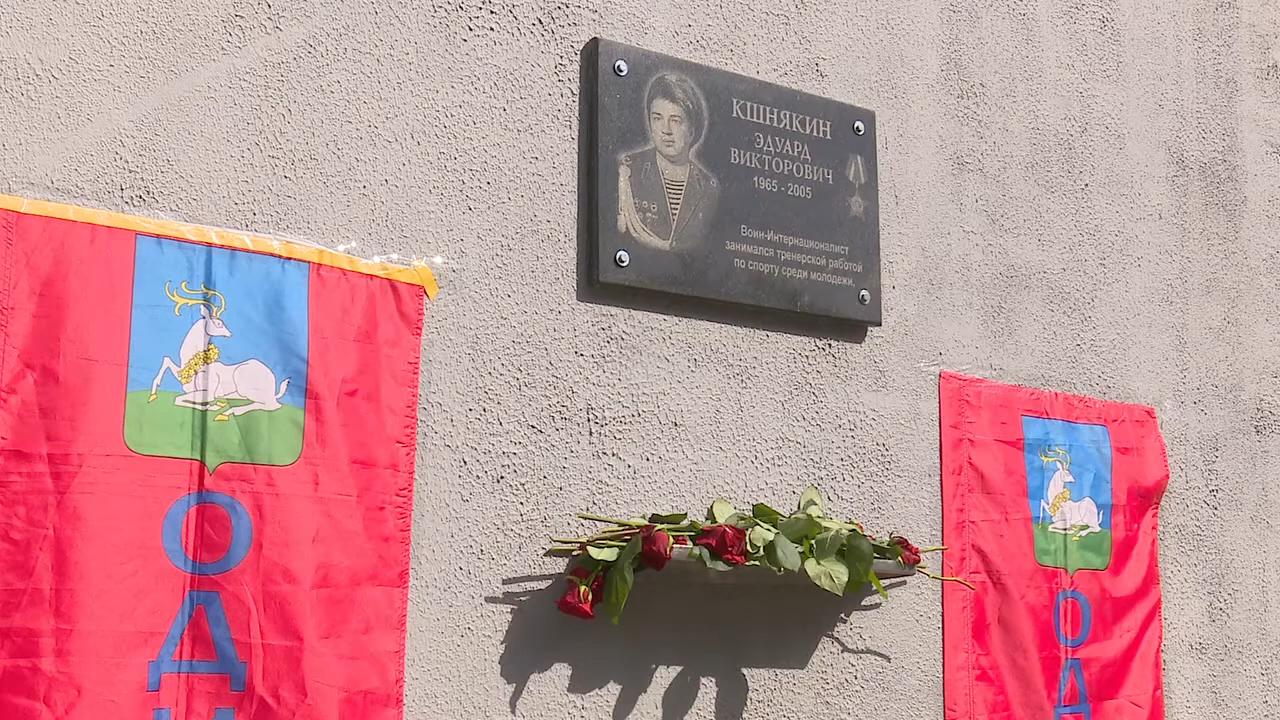 КШНЯКИН
ЭДУАРД
ВИКТОРОВИЧ
1965 - 2005
Воин-Интернационалист
занимался тренерской работой
по спорту среди молодежи.
ОД
ОД